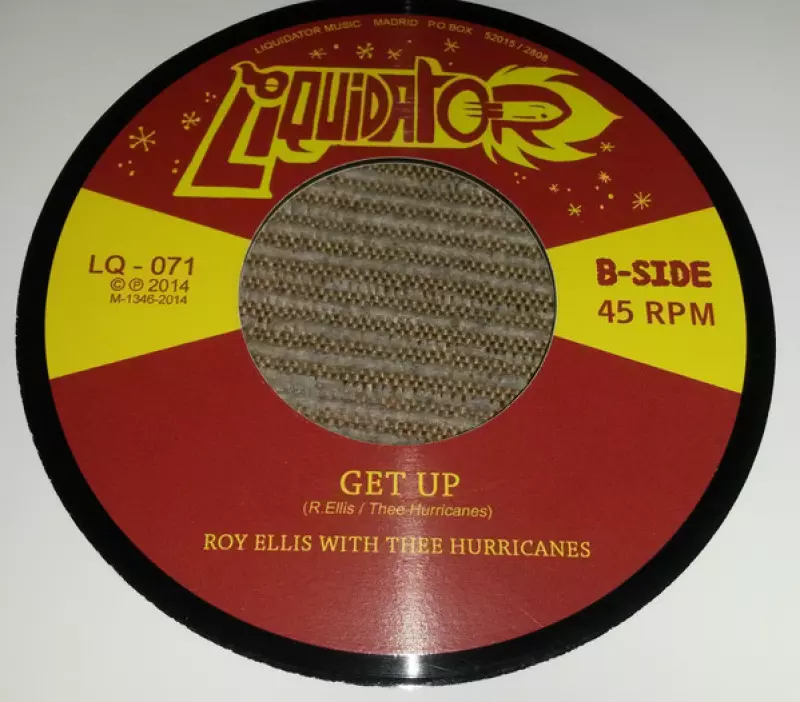 LIQUIDATOR MUSIC MADRID P.O.BOX 52015 / 2808
LIQUIDATOR
LQ - 071
© ℗ 2014
M-1346-2014
B-SIDE
45 RPM
GET UP
(R.Ellis / Thee Hurricanes)
ROY ELLIS WITH THEE HURRICANES